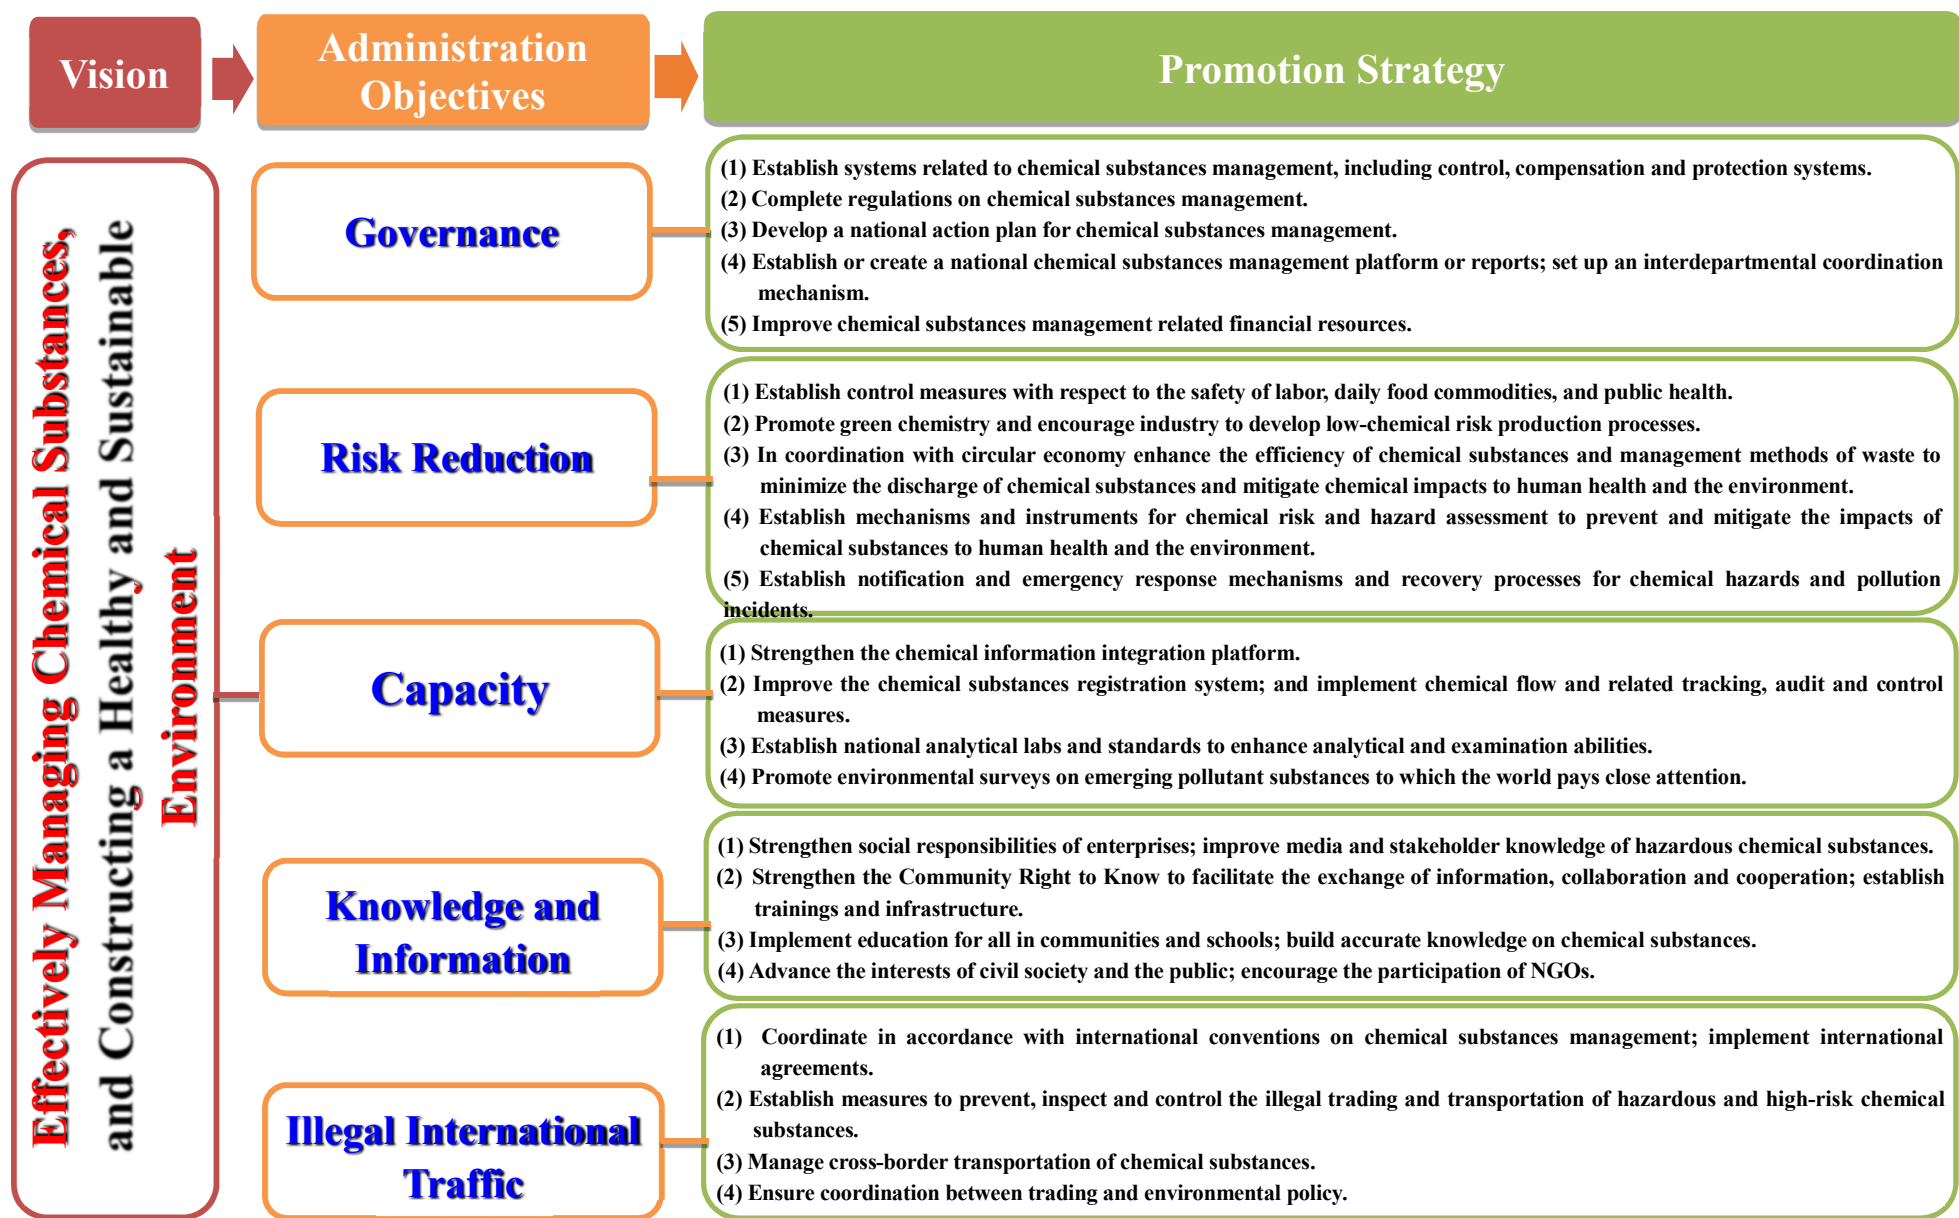 Vision
Administration
Objectives
Promotion Strategy
Effectively Managing Chemical Substances,
and Constructing a Healthy and Sustainable
Environment
Governance
(1) Establish systems related to chemical substances management, including control, compensation and protection systems.
(2) Complete regulations on chemical substances management.
(3) Develop a national action plan for chemical substances management.
(4) Establish or create a national chemical substances management platform or reports; set up an interdepartmental coordination
mechanism.
(5) Improve chemical substances management related financial resources.
Risk Reduction
(1) Establish control measures with respect to the safety of labor, daily food commodities, and public health.
(2) Promote green chemistry and encourage industry to develop low-chemical risk production processes.
(3) In coordination with circular economy enhance the efficiency of chemical substances and management methods of waste to
minimize the discharge of chemical substances and mitigate chemical impacts to human health and the environment.
(4) Establish mechanisms and instruments for chemical risk and hazard assessment to prevent and mitigate the impacts of
chemical substances to human health and the environment.
(5) Establish notification and emergency response mechanisms and recovery processes for chemical hazards and pollution
incidents.
Capacity
(1) Strengthen the chemical information integration platform.
(2) Improve the chemical substances registration system; and implement chemical flow and related tracking, audit and control
measures.
(3) Establish national analytical labs and standards to enhance analytical and examination abilities.
(4) Promote environmental surveys on emerging pollutant substances to which the world pays close attention.
Knowledge and
Information
(1) Strengthen social responsibilities of enterprises; improve media and stakeholder knowledge of hazardous chemical substances.
(2) Strengthen the Community Right to Know to facilitate the exchange of information, collaboration and cooperation; establish
trainings and infrastructure.
(3) Implement education for all in communities and schools; build accurate knowledge on chemical substances.
(4) Advance the interests of civil society and the public; encourage the participation of NGOs.
Illegal International
Traffic
(1) Coordinate in accordance with international conventions on chemical substances management; implement international
agreements.
(2) Establish measures to prevent, inspect and control the illegal trading and transportation of hazardous and high-risk chemical
substances.
(3) Manage cross-border transportation of chemical substances.
(4) Ensure coordination between trading and environmental policy.